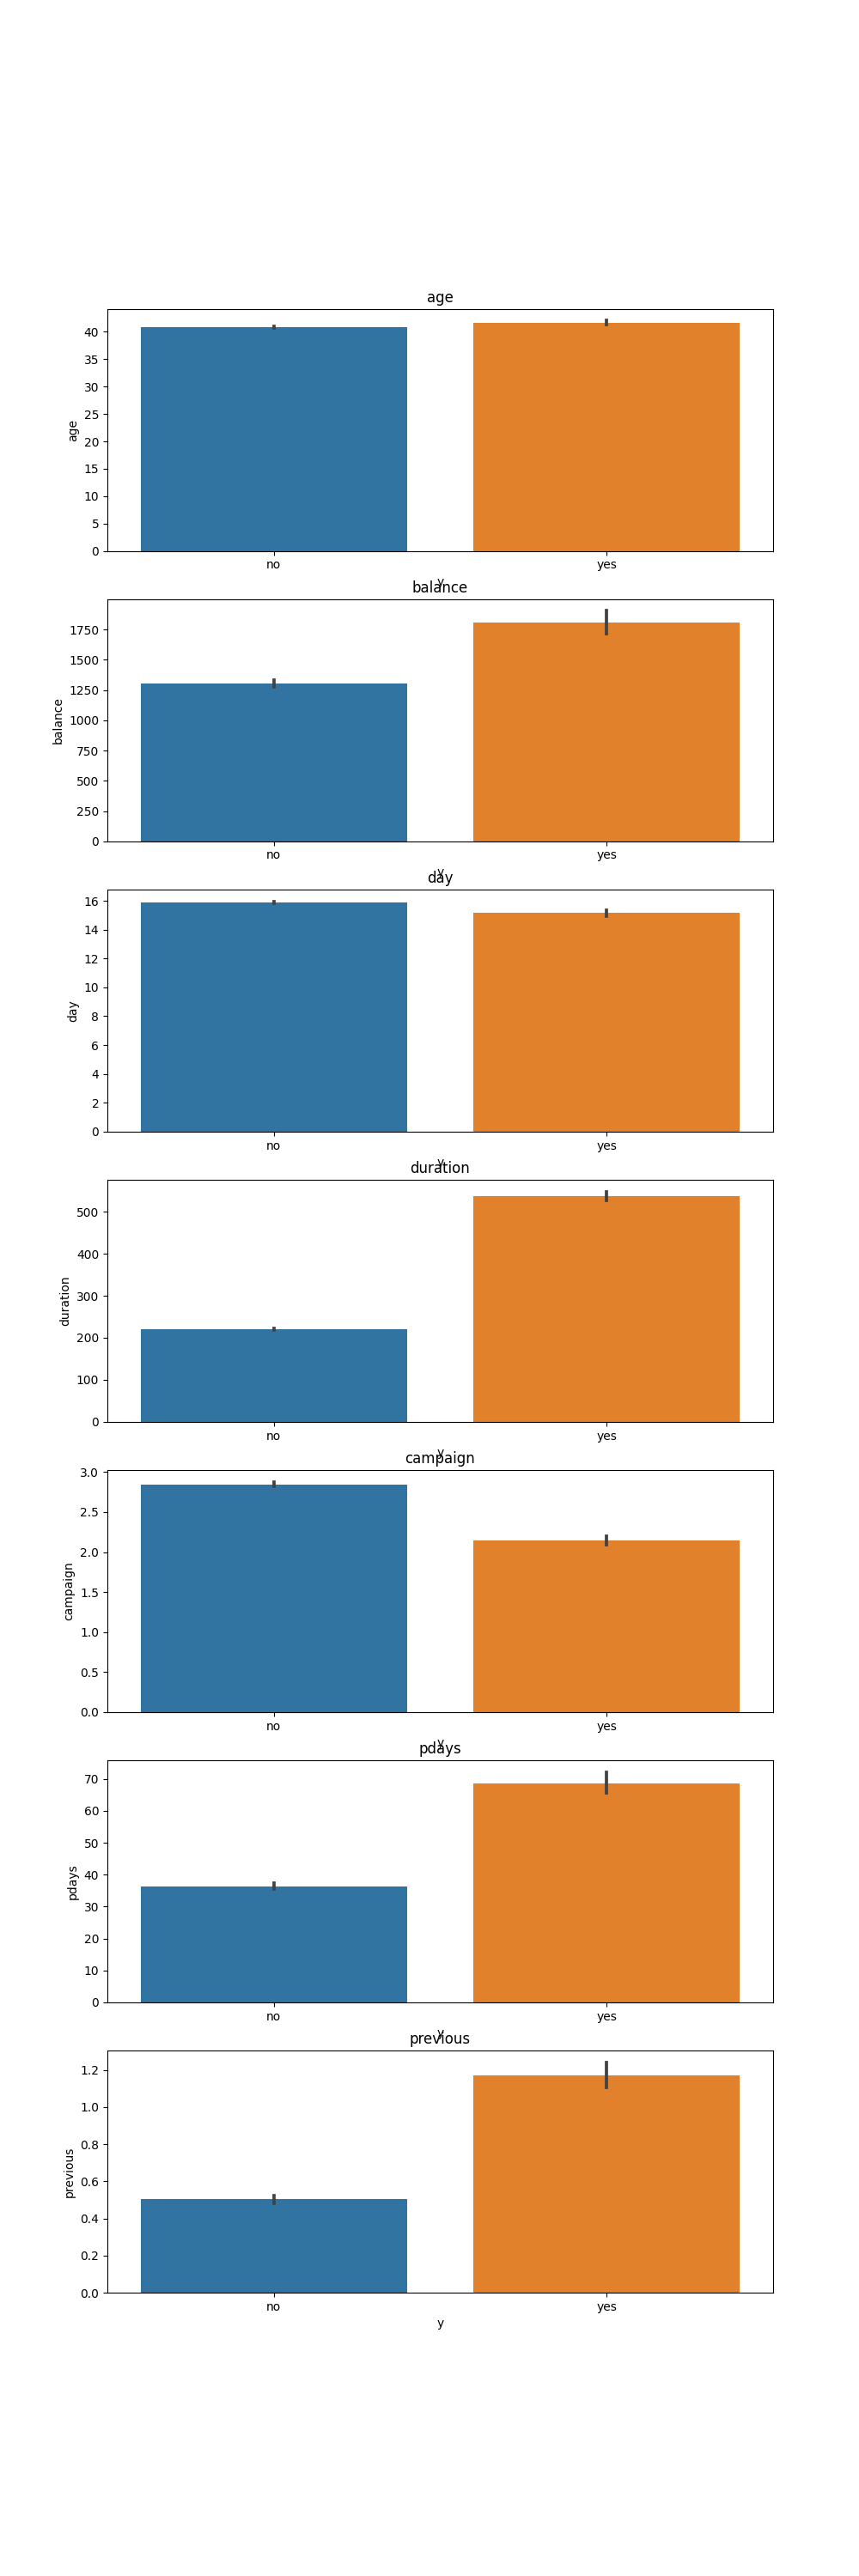 age
40
35
30
25
20
15
10
5
0
age
no yes
y
balance
1750
1500
1250
1000
750
500
250
0
balance
no yes
y
day
16
14
12
10
8
6
4
2
0
day
no yes
y
duration
500
400
300
200
100
0
duration
no yes
y
campaign
3.0
2.5
2.0
1.5
1.0
0.5
0.0
campaign
no yes
y
pdays
70
60
50
40
30
20
10
0
pdays
no yes
y
previous
1.2
1.0
0.8
0.6
0.4
0.2
0.0
previous
no yes
y